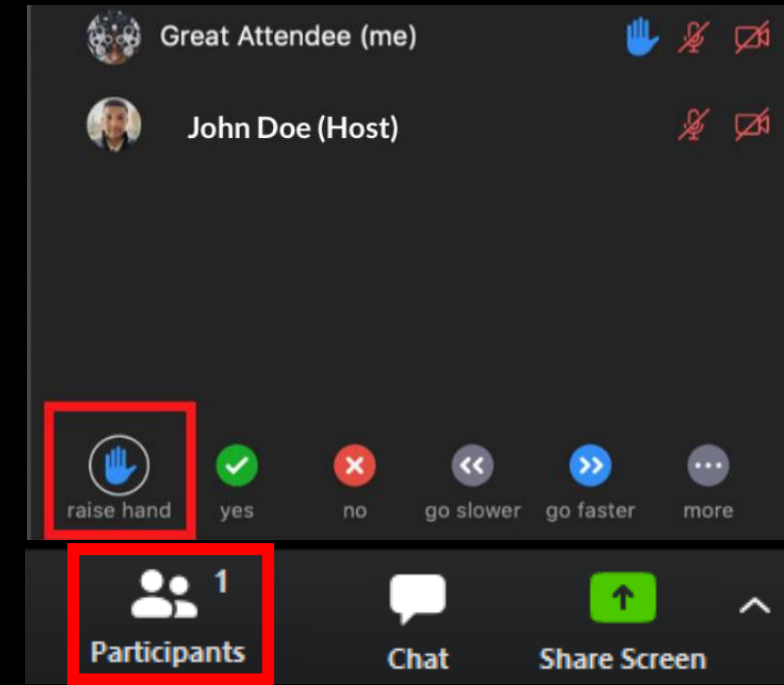 Great Attendee (me)
John Doe (Host)
raise hand yes no go slower go faster more
1
Participants Chat Share Screen